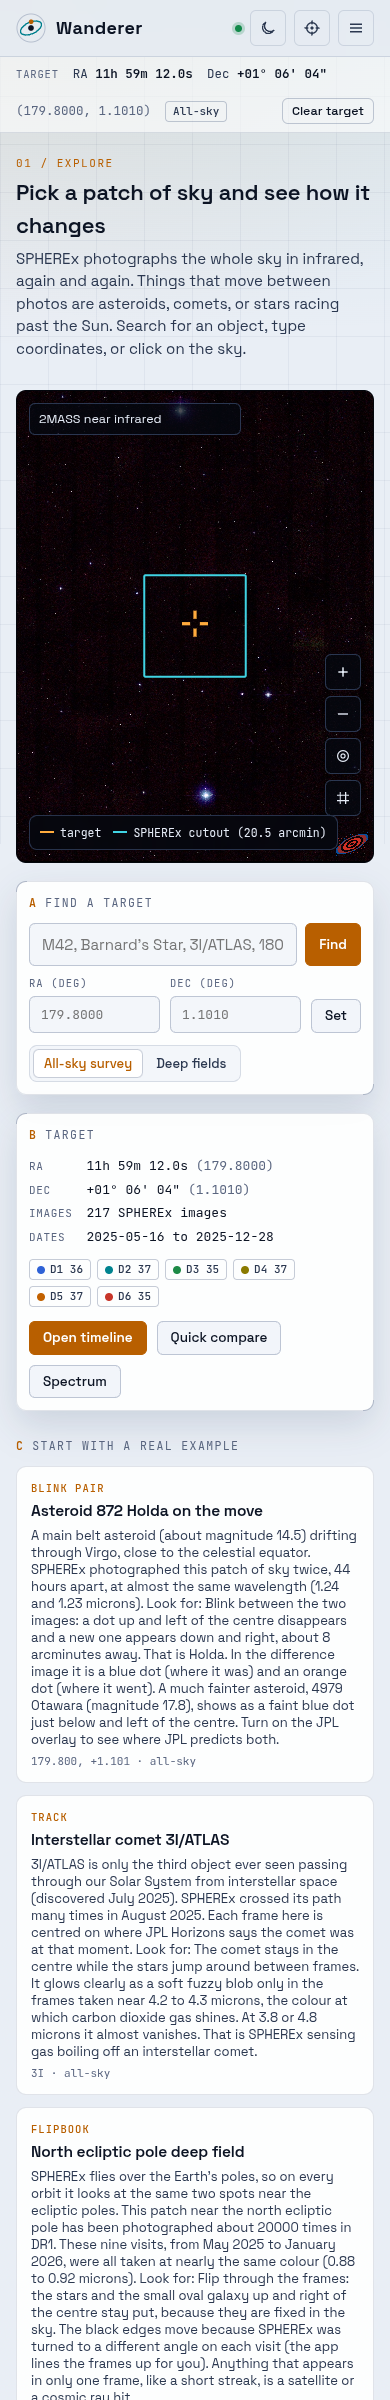 Wanderer
TARGET RA 11h 59m 12.0s Dec +01° 06' 04"
(179.8000, 1.1010) All-sky Clear target
01 / EXPLORE
Pick a patch of sky and see how it
changes
SPHEREx photographs the whole sky in infrared,
again and again. Things that move between
photos are asteroids, comets, or stars racing
past the Sun. Search for an object, type
coordinates, or click on the sky.
2MASS near infrared
target SPHEREx cutout (20.5 arcmin)
A FIND A TARGET
M42, Barnard's Star, 3I/ATLAS, 180 Find
RA (DEG) DEC (DEG)
179.8000 1.1010 Set
All-sky survey Deep fields
B TARGET
RA 11h 59m 12.0s (179.8000)
DEC +01° 06' 04" (1.1010)
IMAGES 217 SPHEREx images
DATES 2025-05-16 to 2025-12-28
D1 36 D2 37 D3 35 D4 37
D5 37 D6 35
Open timeline Quick compare
Spectrum
C START WITH A REAL EXAMPLE
BLINK PAIR
Asteroid 872 Holda on the move
A main belt asteroid (about magnitude 14.5) drifting
through Virgo, close to the celestial equator.
SPHEREx photographed this patch of sky twice, 44
hours apart, at almost the same wavelength (1.24
and 1.23 microns). Look for: Blink between the two
images: a dot up and left of the centre disappears
and a new one appears down and right, about 8
arcminutes away. That is Holda. In the difference
image it is a blue dot (where it was) and an orange
dot (where it went). A much fainter asteroid, 4979
Otawara (magnitude 17.8), shows as a faint blue dot
just below and left of the centre. Turn on the JPL
overlay to see where JPL predicts both.
179.800, +1.101 · all-sky
TRACK
Interstellar comet 3I/ATLAS
3I/ATLAS is only the third object ever seen passing
through our Solar System from interstellar space
(discovered July 2025). SPHEREx crossed its path
many times in August 2025. Each frame here is
centred on where JPL Horizons says the comet was
at that moment. Look for: The comet stays in the
centre while the stars jump around between frames.
It glows clearly as a soft fuzzy blob only in the
frames taken near 4.2 to 4.3 microns, the colour at
which carbon dioxide gas shines. At 3.8 or 4.8
microns it almost vanishes. That is SPHEREx sensing
gas boiling off an interstellar comet.
3I · all-sky
FLIPBOOK
North ecliptic pole deep field
SPHEREx flies over the Earth's poles, so on every
orbit it looks at the same two spots near the
ecliptic poles. This patch near the north ecliptic
pole has been photographed about 20000 times in
DR1. These nine visits, from May 2025 to January
2026, were all taken at nearly the same colour (0.88
to 0.92 microns). Look for: Flip through the frames:
the stars and the small oval galaxy up and right of
the centre stay put, because they are fixed in the
sky. The black edges move because SPHEREx was
turned to a different angle on each visit (the app
lines the frames up for you). Anything that appears
in only one frame, like a short streak, is a satellite or
a cosmic ray hit.